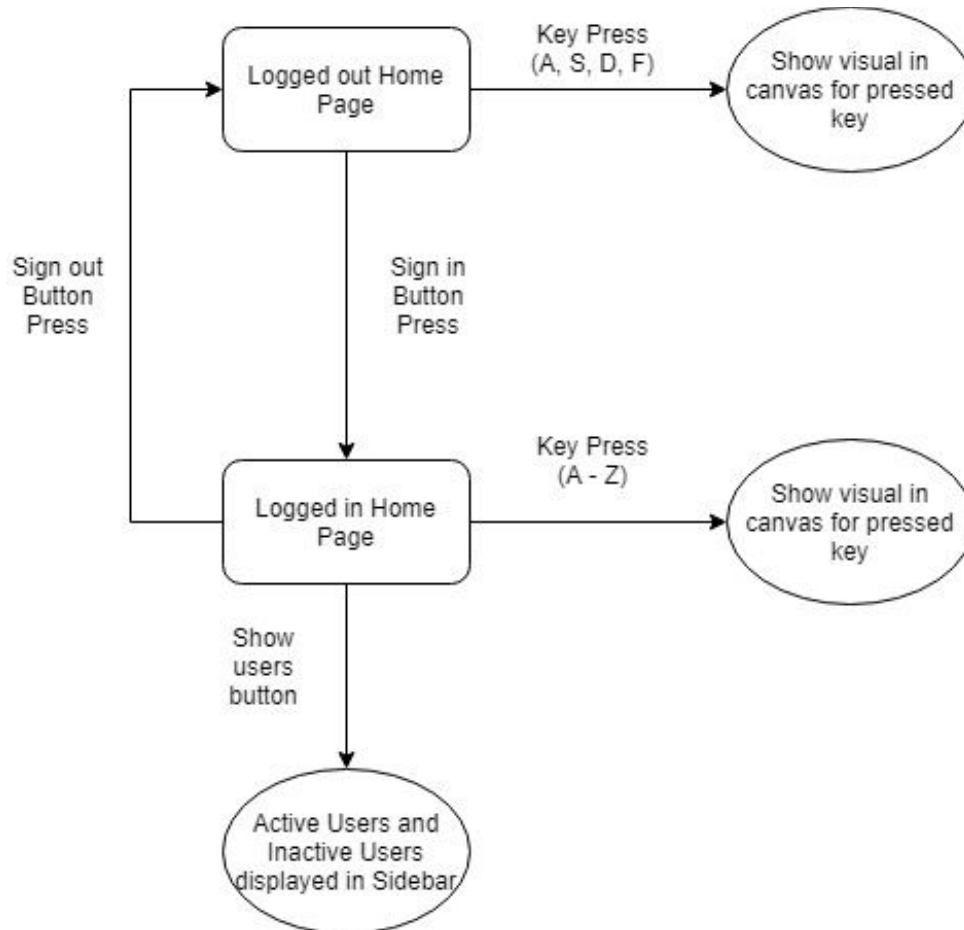 Logged out Home
Page
Key Press
(A, S, D, F)
Show visual in
canvas for pressed
key
Sign out
Button
Press
Sign in
Button
Press
Logged in Home
Page
Key Press
(A - Z)
Show visual in
canvas for pressed
key
Show
users
button
Active Users and
Inactive Users
displayed in Sidebar